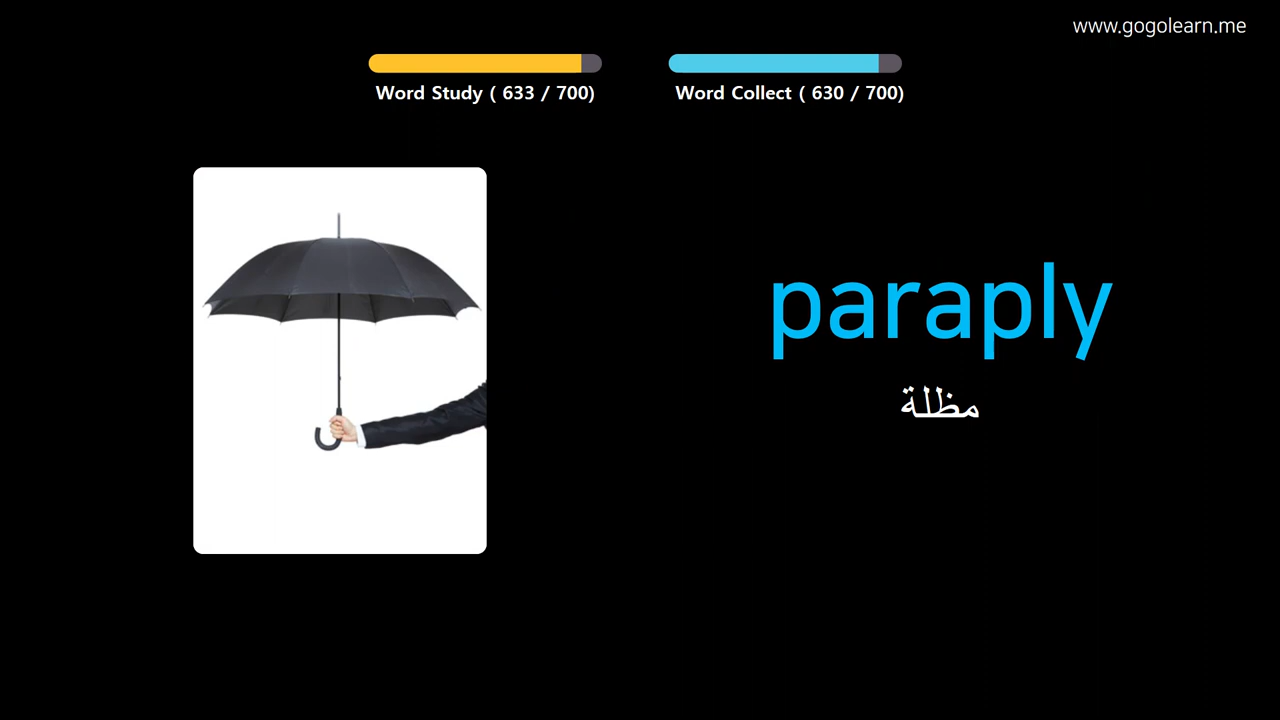 www.gogolearn.me
Word Study ( 633 / 700)
Word Collect ( 630 / 700)
paraply
مظلة